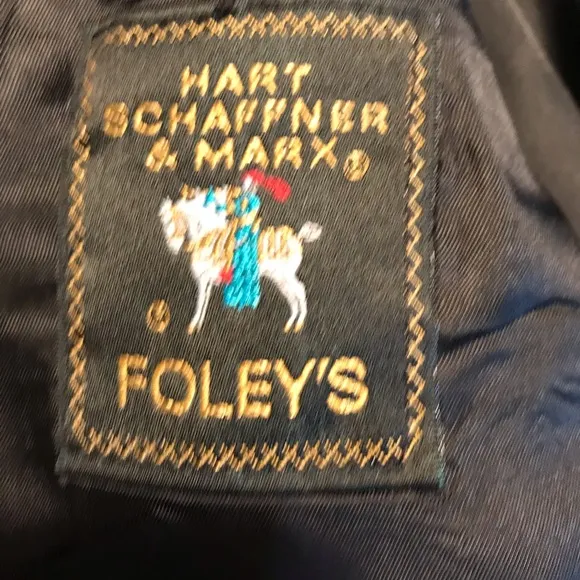 HART
SCHAFFNER
& MARX®
®
FOLEY'S